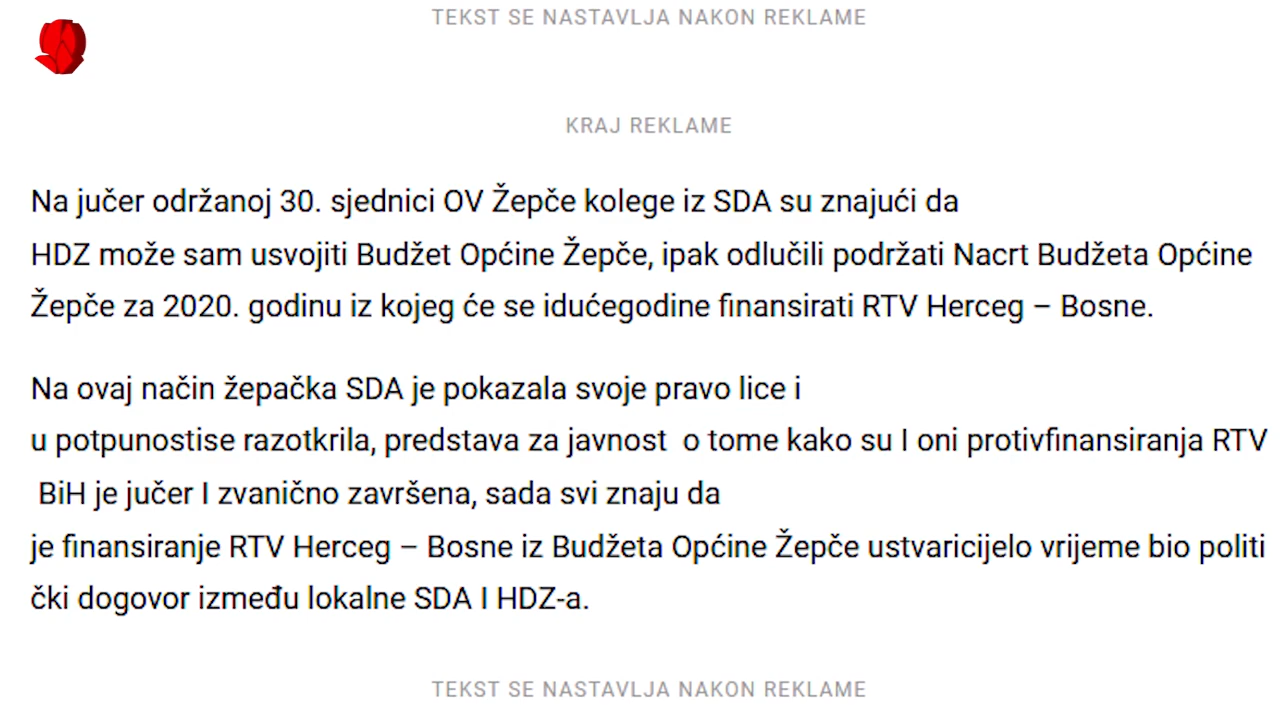 TEKST SE NASTAVLJA NAKON REKLAME
KRAJ REKLAME
Na jučer održanoj 30. sjednici OV Žepče kolege iz SDA su znajući da
HDZ može sam usvojiti Budžet Općine Žepče, ipak odlučili podržati Nacrt Budžeta Općine
Žepče za 2020. godinu iz kojeg će se idućegodine finansirati RTV Herceg – Bosne.
Na ovaj način žepačka SDA je pokazala svoje pravo lice i
u potpunostise razotkrila, predstava za javnost  o tome kako su I oni protivfinansiranja RTV
BiH je jučer I zvanično završena, sada svi znaju da
je finansiranje RTV Herceg – Bosne iz Budžeta Općine Žepče ustvaricijelo vrijeme bio politi
čki dogovor između lokalne SDA I HDZ-a.
TEKST SE NASTAVLJA NAKON REKLAME